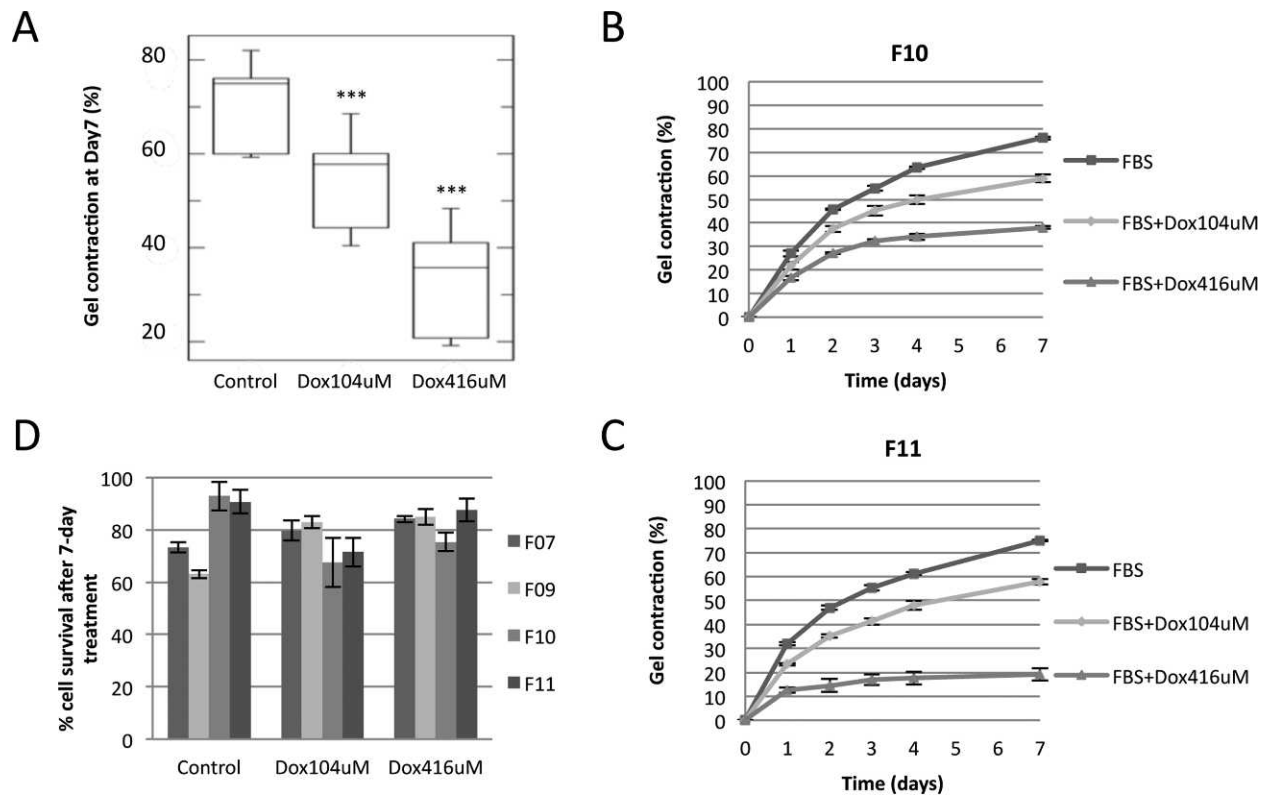 A
Gel contraction at Day7 (%)
80
60
40
20
***
***
Control
Dox104uM
Dox416uM
B
F10
Gel contraction (%)
100
90
80
70
60
50
40
30
20
10
0
0 1 2 3 4 5 6 7
Time (days)
FBS
FBS+Dox104uM
FBS+Dox416uM
D
% cell survival after 7-day
treatment
100
80
60
40
20
0
Control
Dox104uM
Dox416uM
F07
F09
F10
F11
C
F11
Gel contraction (%)
100
90
80
70
60
50
40
30
20
10
0
0 1 2 3 4 5 6 7
Time (days)
FBS
FBS+Dox104uM
FBS+Dox416uM